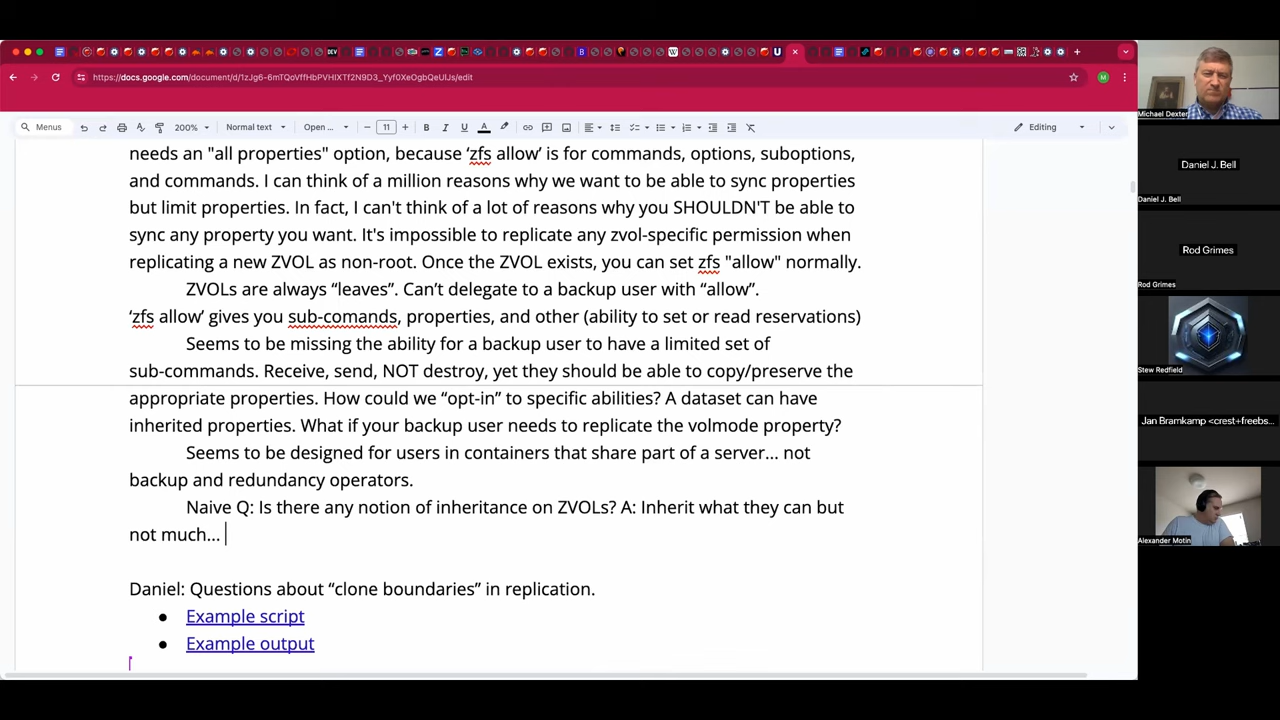 https://docs.google.com/document/d/1zJg6-6mTQoVffHbPVHIXTf2N9D3_Yyf0XeOgbQeUlJs/edit
M
Menus
200%
Normal text
Open ...
11
Editing
needs an "all properties" option, because ‘zfs allow’ is for commands, options, suboptions,
and commands. I can think of a million reasons why we want to be able to sync properties
but limit properties. In fact, I can't think of a lot of reasons why you SHOULDN'T be able to
sync any property you want. It's impossible to replicate any zvol-specific permission when
replicating a new ZVOL as non-root. Once the ZVOL exists, you can set zfs "allow" normally.
ZVOLs are always “leaves”. Can’t delegate to a backup user with “allow”.
‘zfs allow’ gives you sub-comands, properties, and other (ability to set or read reservations)
Seems to be missing the ability for a backup user to have a limited set of
sub-commands. Receive, send, NOT destroy, yet they should be able to copy/preserve the
appropriate properties. How could we “opt-in” to specific abilities? A dataset can have
inherited properties. What if your backup user needs to replicate the volmode property?
Seems to be designed for users in containers that share part of a server... not
backup and redundancy operators.
Naive Q: Is there any notion of inheritance on ZVOLs? A: Inherit what they can but
not much...
Daniel: Questions about “clone boundaries” in replication.
● Example script
● Example output
Michael Dexter
Daniel J. Bell
Daniel J. Bell
Rod Grimes
Rod Grimes
Stew Redfield
Jan Bramkamp <crest+freebs...
Alexander Motin